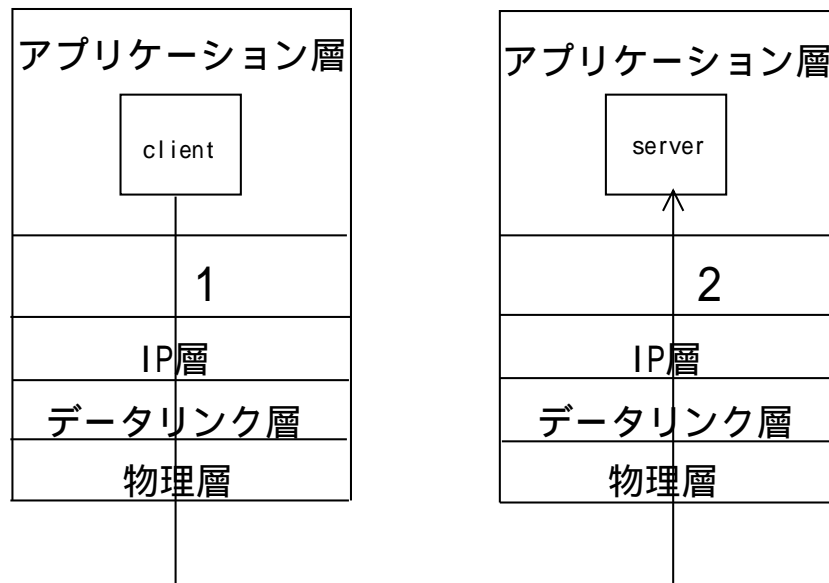 アプリケーション層
client
1
IP層
データリンク層
物理層
アプリケーション層
server
2
IP層
データリンク層
物理層